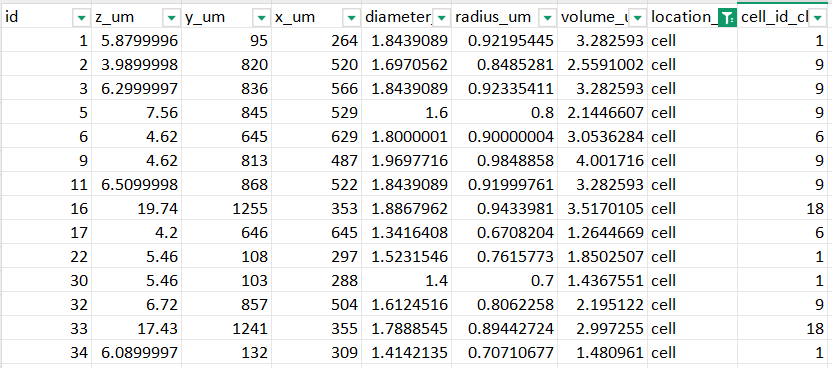 id z_um y_um x_um diameter_ radius_um volume_u location_ cell_id_cl
1 5.8799996 95 264 1.8439089 0.92195445 3.282593 cell 1
2 3.9899998 820 520 1.6970562 0.8485281 2.5591002 cell 9
3 6.2999997 836 566 1.8439089 0.92335411 3.282593 cell 9
5 7.56 845 529 1.6 0.8 2.1446607 cell 9
6 4.62 645 629 1.8000001 0.90000004 3.0536284 cell 6
9 4.62 813 487 1.9697716 0.9848858 4.001716 cell 9
11 6.5099998 868 522 1.8439089 0.91999761 3.282593 cell 9
16 19.74 1255 353 1.8867962 0.9433981 3.5170105 cell 18
17 4.2 646 645 1.3416408 0.6708204 1.2644669 cell 6
22 5.46 108 297 1.5231546 0.7615773 1.8502507 cell 1
30 5.46 103 288 1.4 0.7 1.4367551 cell 1
32 6.72 857 504 1.6124516 0.8062258 2.195122 cell 9
33 17.43 1241 355 1.7888545 0.89442724 2.997255 cell 18
34 6.0899997 132 309 1.4142135 0.70710677 1.480961 cell 1